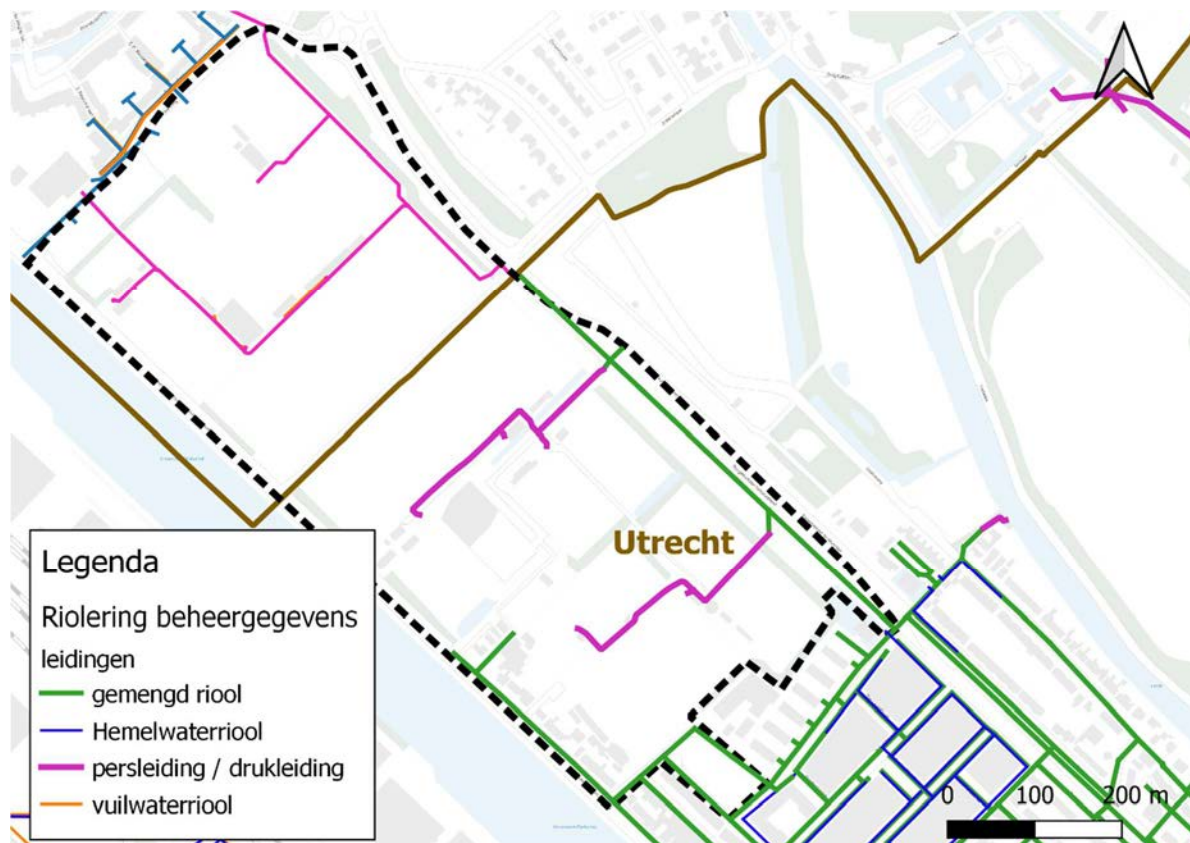 Utrecht
Legenda
Riolering beheergegevens
leidingen
gemengd riool
Hemelwaterriool
persleiding / drukleiding
vuilwaterriool
0 100 200 m